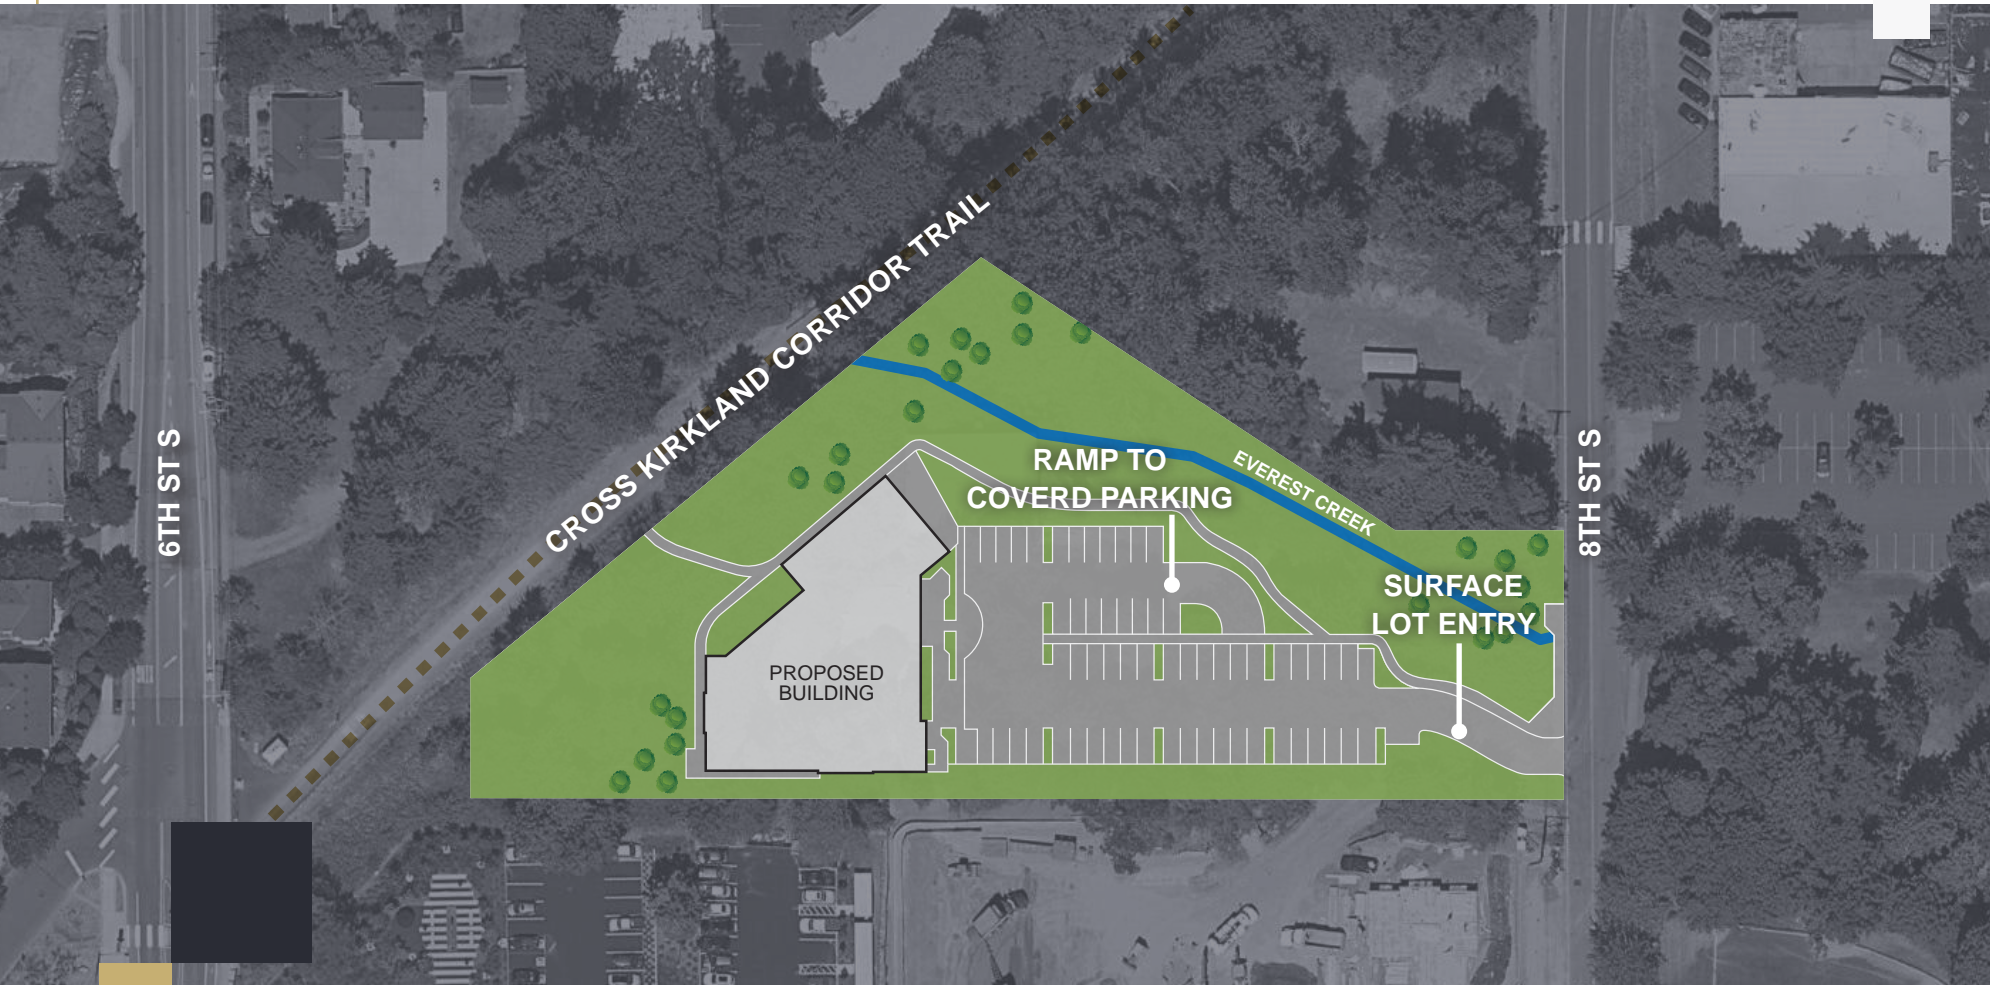 CROSS KIRKLAND CORRIDOR TRAIL
6TH ST S
8TH ST S
RAMP TO
COVERD PARKING
EVEREST CREEK
SURFACE
LOT ENTRY
PROPOSED
BUILDING